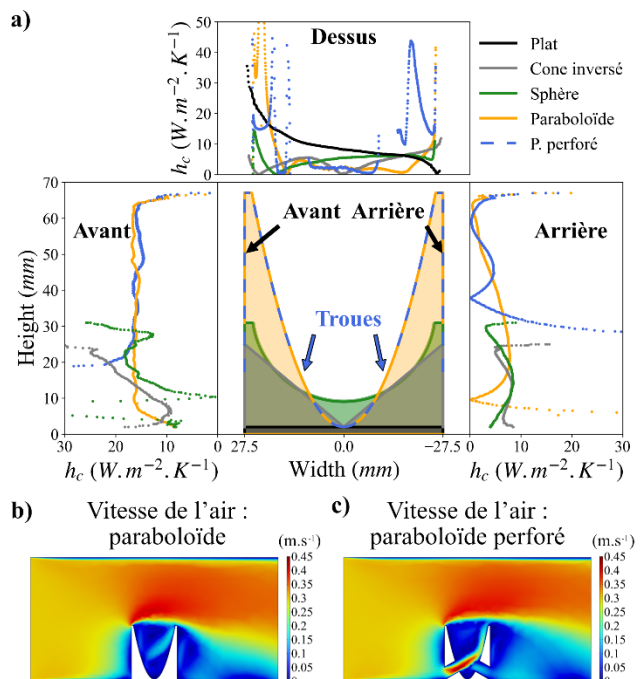 a)
50
40
30
20
10
0
h_c (W.m⁻².K⁻¹)
Dessus
Plat
Cone inversé
Sphère
Paraboloïde
P. perforé
70
60
50
40
30
20
10
0
Height (mm)
Avant
30 20 10 0
h_c (W.m⁻².K⁻¹)
Avant Arrière
Troues
27.5 0.0 −27.5
Width (mm)
Arrière
0 10 20 30
h_c (W.m⁻².K⁻¹)
b) Vitesse de l'air :
paraboloïde
(m.s⁻¹)
0.45
0.4
0.35
0.3
0.25
0.2
0.15
0.1
0.05
0
c) Vitesse de l'air :
paraboloïde perforé
(m.s⁻¹)
0.45
0.4
0.35
0.3
0.25
0.2
0.15
0.1
0.05
0